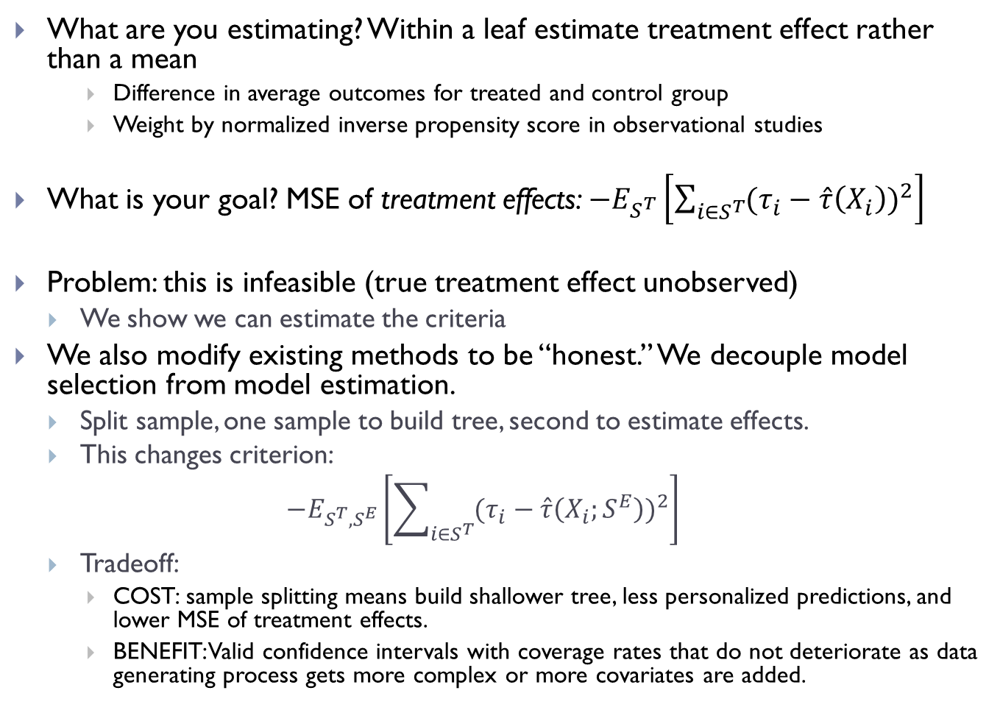 What are you estimating? Within a leaf estimate treatment effect rather
than a mean
Difference in average outcomes for treated and control group
Weight by normalized inverse propensity score in observational studies
What is your goal? MSE of treatment effects: $-E_{S^T}\left[\sum_{i \in S^T}(\tau_i - \hat{\tau}(X_i))^2\right]$
Problem: this is infeasible (true treatment effect unobserved)
We show we can estimate the criteria
We also modify existing methods to be “honest.” We decouple model
selection from model estimation.
Split sample, one sample to build tree, second to estimate effects.
This changes criterion:
$-E_{S^T,S^E}\left[\sum_{i \in S^T}(\tau_i - \hat{\tau}(X_i; S^E))^2\right]$
Tradeoff:
COST: sample splitting means build shallower tree, less personalized predictions, and
lower MSE of treatment effects.
BENEFIT: Valid confidence intervals with coverage rates that do not deteriorate as data
generating process gets more complex or more covariates are added.